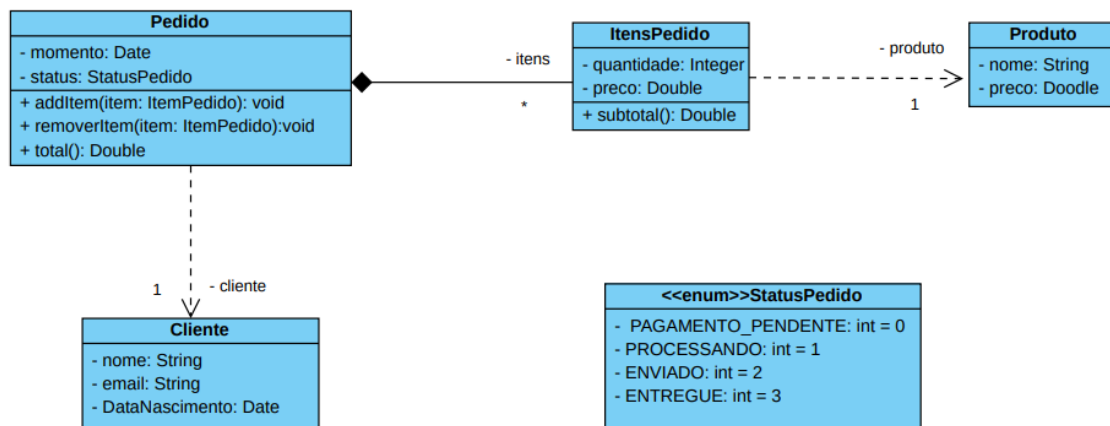 Pedido
- momento: Date
- status: StatusPedido
+ addItem(item: ItemPedido): void
+ removerItem(item: ItemPedido):void
+ total(): Double
- itens
*
ItensPedido
- quantidade: Integer
- preco: Double
+ subtotal(): Double
- produto
1
Produto
- nome: String
- preco: Doodle
1
- cliente
Cliente
- nome: String
- email: String
- DataNascimento: Date
<<enum>>StatusPedido
- PAGAMENTO_PENDENTE: int = 0
- PROCESSANDO: int = 1
- ENVIADO: int = 2
- ENTREGUE: int = 3